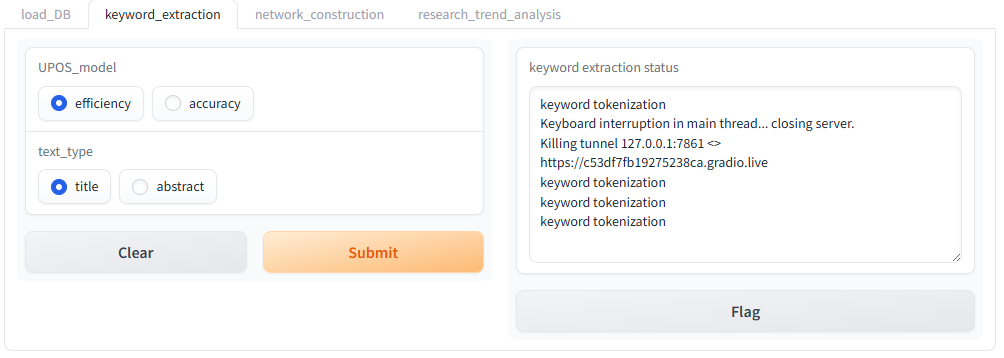 load_DB
keyword_extraction
network_construction
research_trend_analysis
UPOS_model
efficiency
accuracy
text_type
title
abstract
Clear
Submit
keyword extraction status
keyword tokenization
Keyboard interruption in main thread... closing server.
Killing tunnel 127.0.0.1:7861 <>
https://c53df7fb19275238ca.gradio.live
keyword tokenization
keyword tokenization
keyword tokenization
Flag